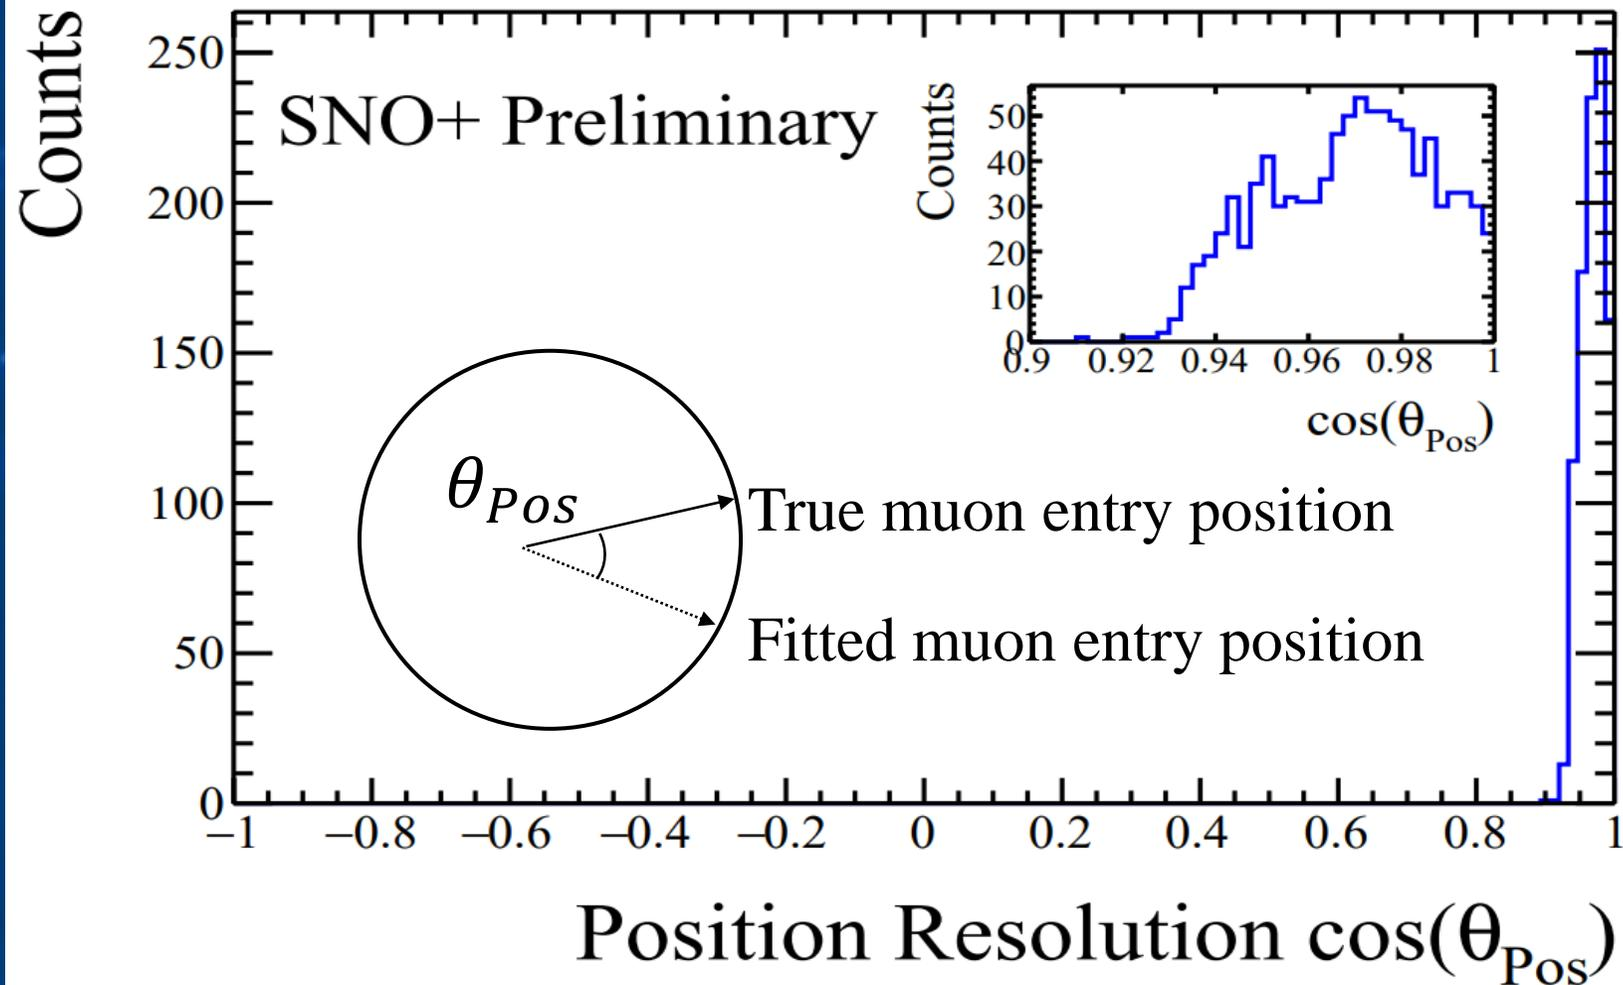 Counts
250
200
150
100
50
0
SNO+ Preliminary
Counts
50
40
30
20
10
0
0.9 0.92 0.94 0.96 0.98 1
cos(θ_Pos)
θ_Pos
True muon entry position
Fitted muon entry position
−1 −0.8 −0.6 −0.4 −0.2 0 0.2 0.4 0.6 0.8 1
Position Resolution cos(θ_Pos)